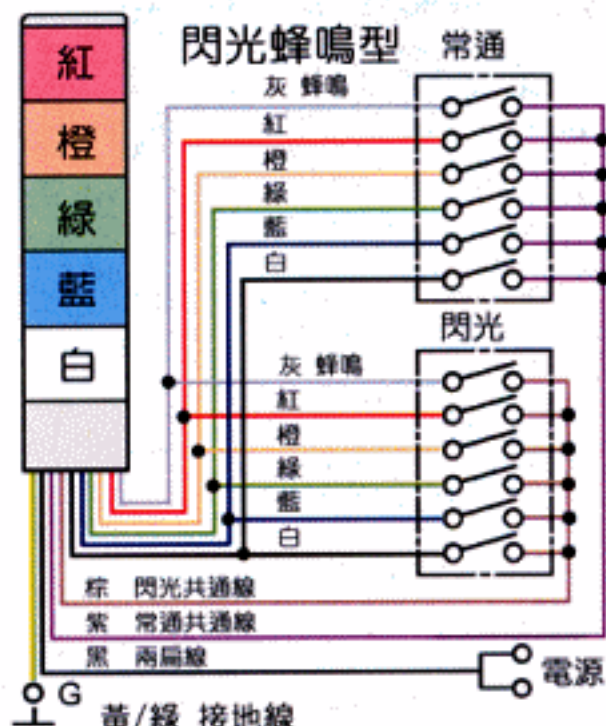 閃光蜂鳴型
常通
紅
橙
綠
藍
白
灰 蜂鳴
紅
橙
綠
藍
白
閃光
灰 蜂鳴
紅
橙
綠
藍
白
棕 閃光共通線
紫 常通共通線
黑 兩扁線
電源
G
黃/綠 接地線